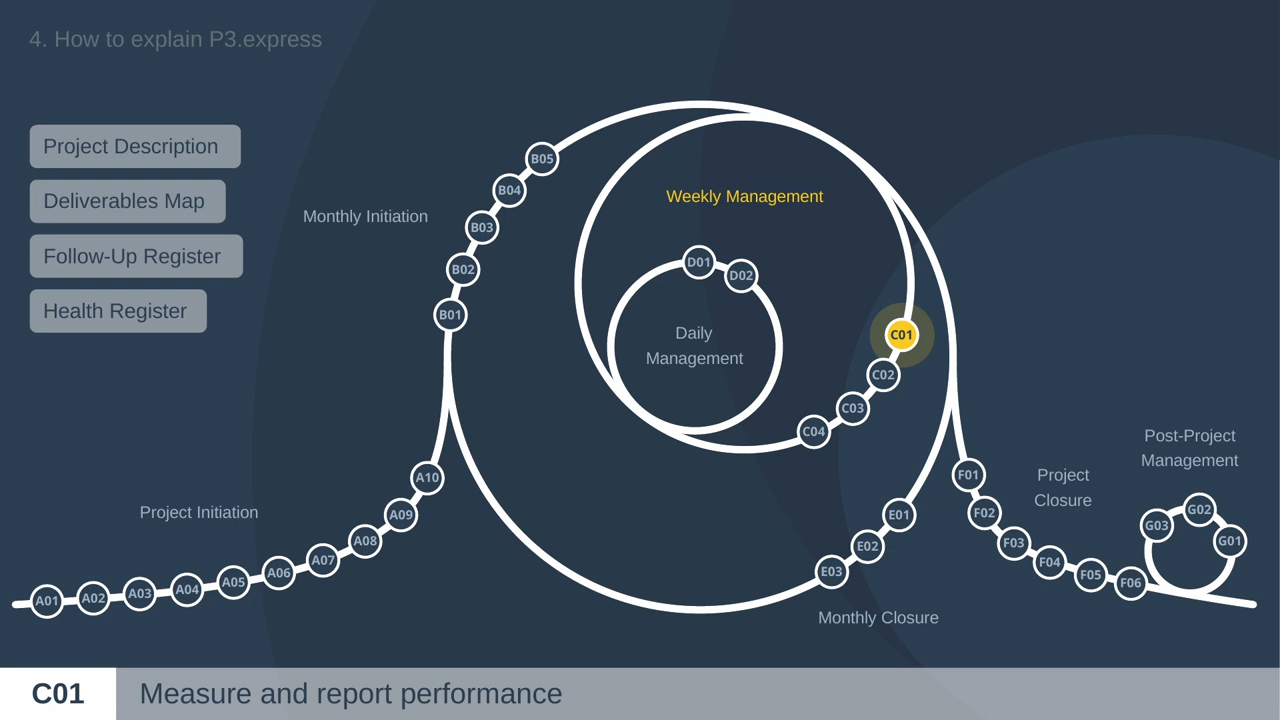 4. How to explain P3.express
Project Description
Deliverables Map
Follow-Up Register
Health Register
Monthly Initiation
Weekly Management
Daily
Management
Project Initiation
Monthly Closure
Project
Closure
Post-Project
Management
A01
A02
A03
A04
A05
A06
A07
A08
A09
A10
B01
B02
B03
B04
B05
D01
D02
C01
C02
C03
C04
E01
E02
E03
F01
F02
F03
F04
F05
F06
G01
G02
G03
C01
Measure and report performance